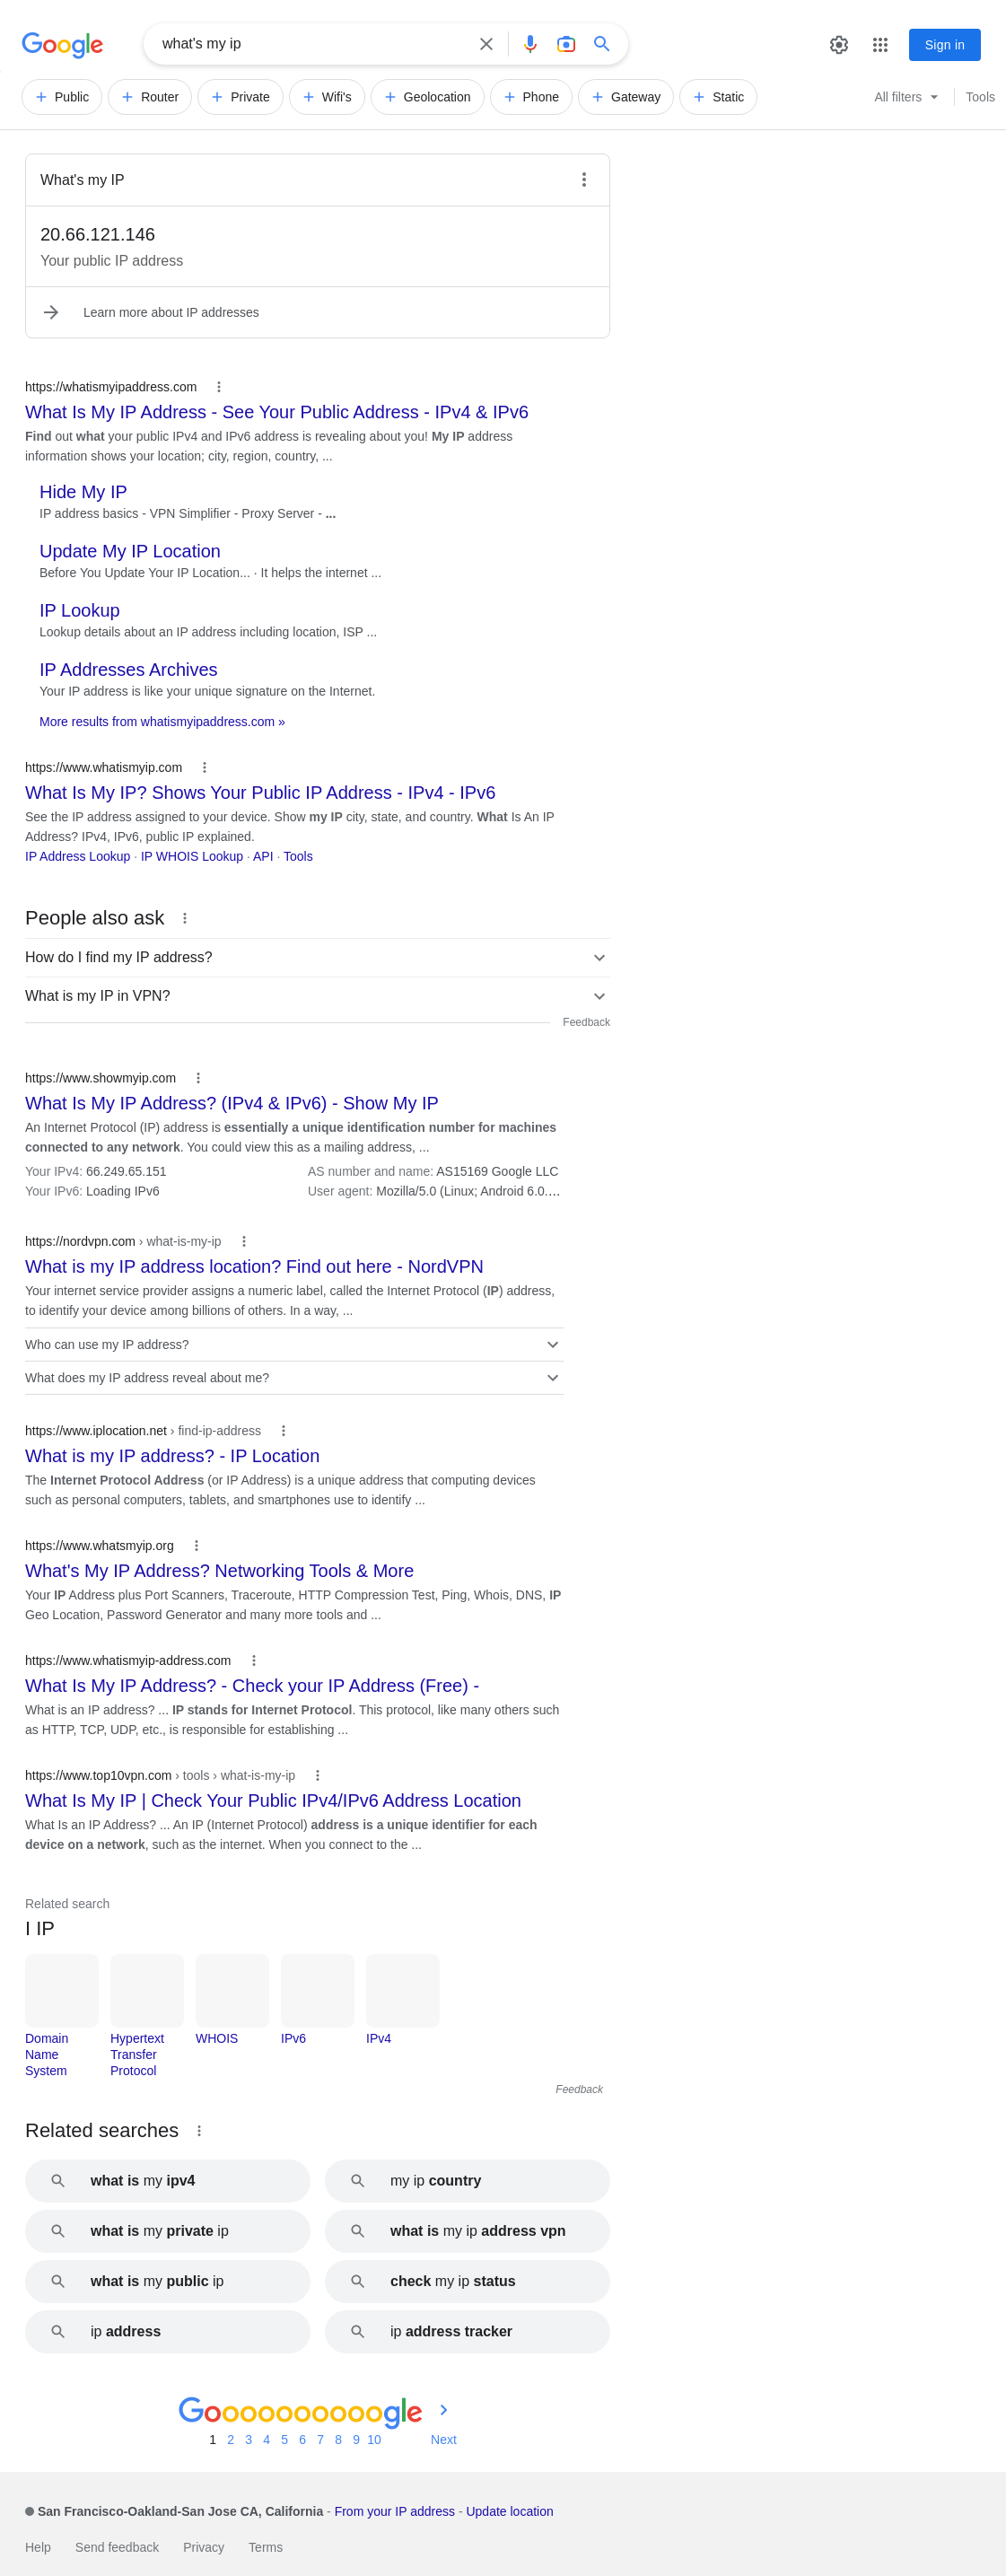 Google
what's my ip
Sign in
Public
Router
Private
Wifi's
Geolocation
Phone
Gateway
Static
All filters
Tools
What's my IP
20.66.121.146
Your public IP address
Learn more about IP addresses
https://whatismyipaddress.com
What Is My IP Address - See Your Public Address - IPv4 & IPv6
Find out what your public IPv4 and IPv6 address is revealing about you! My IP address
information shows your location; city, region, country, ...
Hide My IP
IP address basics - VPN Simplifier - Proxy Server - ...
Update My IP Location
Before You Update Your IP Location... · It helps the internet ...
IP Lookup
Lookup details about an IP address including location, ISP ...
IP Addresses Archives
Your IP address is like your unique signature on the Internet.
More results from whatismyipaddress.com »
https://www.whatismyip.com
What Is My IP? Shows Your Public IP Address - IPv4 - IPv6
See the IP address assigned to your device. Show my IP city, state, and country. What Is An IP
Address? IPv4, IPv6, public IP explained.
IP Address Lookup · IP WHOIS Lookup · API · Tools
People also ask
How do I find my IP address?
What is my IP in VPN?
Feedback
https://www.showmyip.com
What Is My IP Address? (IPv4 & IPv6) - Show My IP
An Internet Protocol (IP) address is essentially a unique identification number for machines
connected to any network. You could view this as a mailing address, ...
Your IPv4: 66.249.65.151
AS number and name: AS15169 Google LLC
Your IPv6: Loading IPv6
User agent: Mozilla/5.0 (Linux; Android 6.0....
https://nordvpn.com › what-is-my-ip
What is my IP address location? Find out here - NordVPN
Your internet service provider assigns a numeric label, called the Internet Protocol (IP) address,
to identify your device among billions of others. In a way, ...
Who can use my IP address?
What does my IP address reveal about me?
https://www.iplocation.net › find-ip-address
What is my IP address? - IP Location
The Internet Protocol Address (or IP Address) is a unique address that computing devices
such as personal computers, tablets, and smartphones use to identify ...
https://www.whatsmyip.org
What's My IP Address? Networking Tools & More
Your IP Address plus Port Scanners, Traceroute, HTTP Compression Test, Ping, Whois, DNS, IP
Geo Location, Password Generator and many more tools and ...
https://www.whatismyip-address.com
What Is My IP Address? - Check your IP Address (Free) -
What is an IP address? ... IP stands for Internet Protocol. This protocol, like many others such
as HTTP, TCP, UDP, etc., is responsible for establishing ...
https://www.top10vpn.com › tools › what-is-my-ip
What Is My IP | Check Your Public IPv4/IPv6 Address Location
What Is an IP Address? ... An IP (Internet Protocol) address is a unique identifier for each
device on a network, such as the internet. When you connect to the ...
Related search
I IP
Domain
Name
System
Hypertext
Transfer
Protocol
WHOIS
IPv6
IPv4
Feedback
Related searches
what is my ipv4
my ip country
what is my private ip
what is my ip address vpn
what is my public ip
check my ip status
ip address
ip address tracker
Goooooooooogle
1 2 3 4 5 6 7 8 9 10 Next
San Francisco-Oakland-San Jose CA, California - From your IP address - Update location
Help Send feedback Privacy Terms